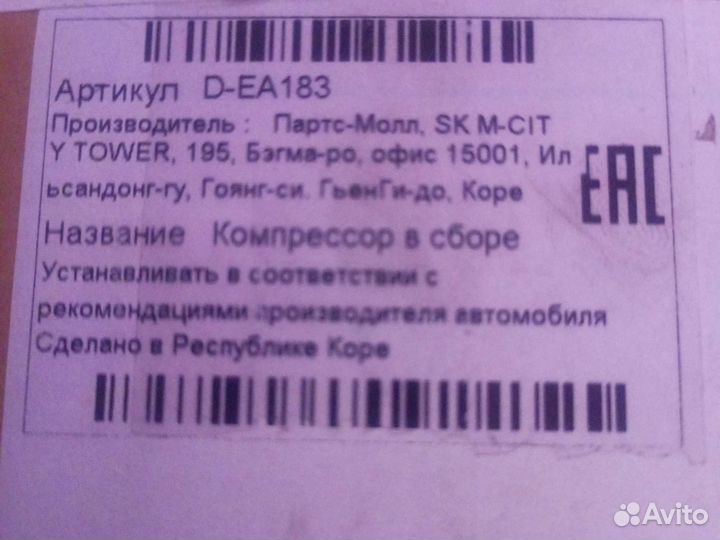 Артикул D-EA183
Производитель : Партс-Молл, SK M-CIT
Y TOWER, 195, Бэгма-ро, офис 15001, Ил
ьсандонг-гу, Гоянг-си. ГьенГи-до, Коре
EAC
Название Компрессор в сборе
Устанавливать в соответствии с
рекомендациями производителя автомобиля
Сделано в Республике Коре
Avito